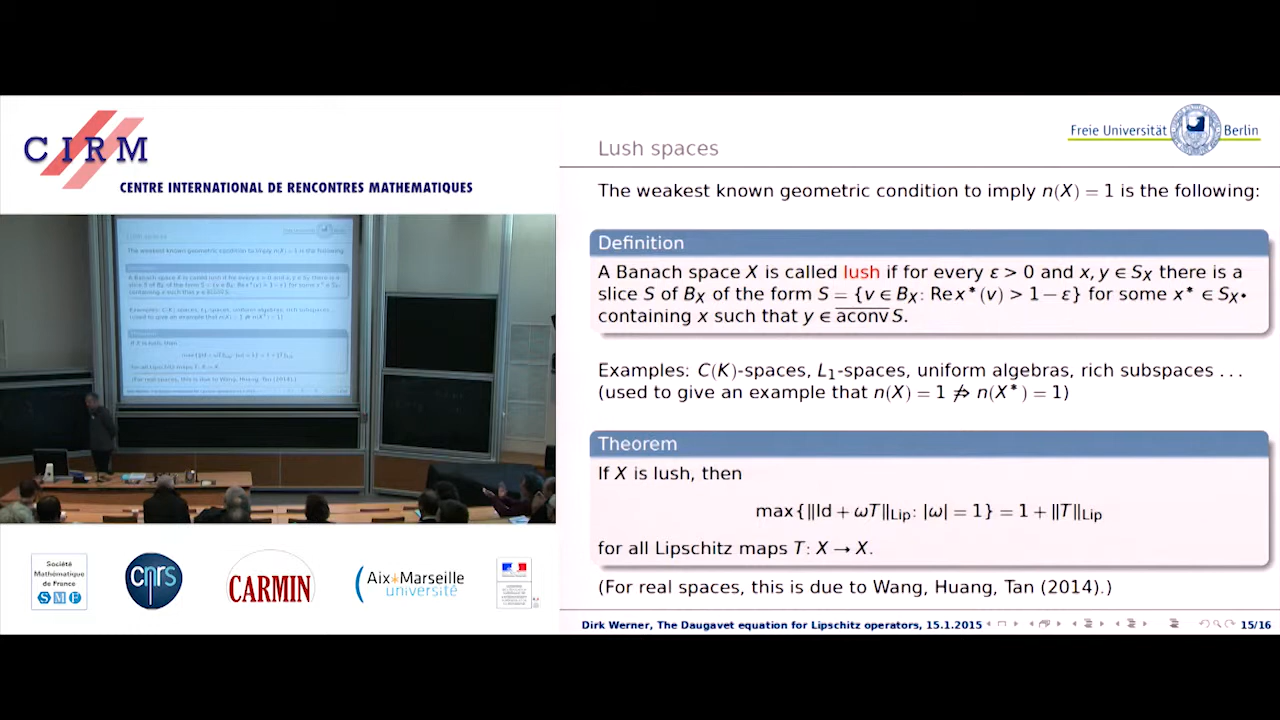 CIRM
CENTRE INTERNATIONAL DE RENCONTRES MATHEMATIQUES
Freie Universität Berlin
Lush spaces
The weakest known geometric condition to imply n(X) = 1 is the following:
Definition
A Banach space X is called lush if for every ε > 0 and x, y ∈ S_X there is a
slice S of B_X of the form S = {v ∈ B_X : Re x*(v) > 1 − ε} for some x* ∈ S_X*
containing x such that y ∈ \overline{aconv} S.
Examples: C(K)-spaces, L₁-spaces, uniform algebras, rich subspaces . . .
(used to give an example that n(X) = 1 ⇏ n(X*) = 1)
Theorem
If X is lush, then
max{‖Id + ωT‖_Lip : |ω| = 1} = 1 + ‖T‖_Lip
for all Lipschitz maps T : X → X.
(For real spaces, this is due to Wang, Huang, Tan (2014).)
Dirk Werner, The Daugavet equation for Lipschitz operators, 15.1.2015
15/16
Société
Mathématique
de France
SMF
cnrs
CARMIN
Aix*Marseille
université